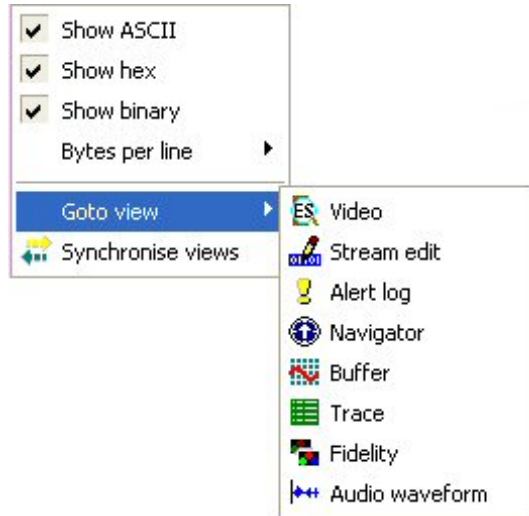 Show ASCII
Show hex
Show binary
Bytes per line
Goto view
Synchronise views
ES Video
01101 Stream edit
Alert log
Navigator
Buffer
Trace
Fidelity
Audio waveform